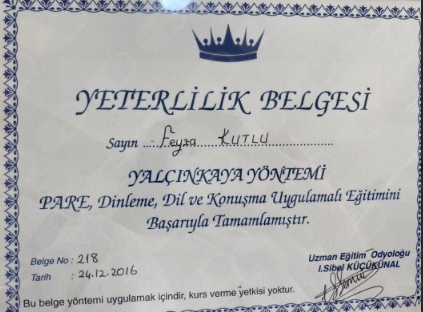 YETERLİLİK BELGESİ
Sayın ..Feyza KUTLU
YALÇINKAYA YÖNTEMİ
PARE, Dinleme, Dil ve Konuşma Uygulamalı Eğitimini
Başarıyla Tamamlamıştır.
Belge No : 218
Tarih : 24.12.2016
Uzman Eğitim Odyoloğu
I.Sibel KÜÇÜKÜNAL
Bu belge yöntemi uygulamak içindir, kurs verme yetkisi yoktur.